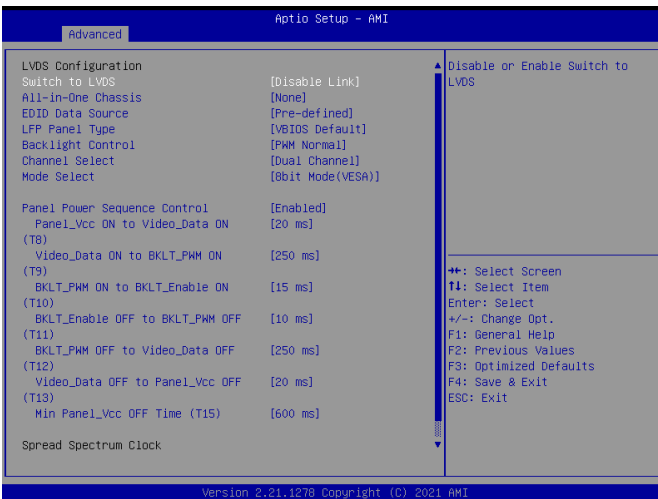 Aptio Setup – AMI
Advanced
LVDS Configuration
Switch to LVDS [Disable Link]
All-in-One Chassis [None]
EDID Data Source [Pre-defined]
LFP Panel Type [VBIOS Default]
Backlight Control [PWM Normal]
Channel Select [Dual Channel]
Mode Select [8bit Mode(VESA)]
Panel Power Sequence Control [Enabled]
Panel_Vcc ON to Video_Data ON [20 ms]
(T8)
Video_Data ON to BKLT_PWM ON [250 ms]
(T9)
BKLT_PWM ON to BKLT_Enable ON [15 ms]
(T10)
BKLT_Enable OFF to BKLT_PWM OFF [10 ms]
(T11)
BKLT_PWM OFF to Video_Data OFF [250 ms]
(T12)
Video_Data OFF to Panel_Vcc OFF [20 ms]
(T13)
Min Panel_Vcc OFF Time (T15) [600 ms]
Spread Spectrum Clock
Disable or Enable Switch to
LVDS
→←: Select Screen
↑↓: Select Item
Enter: Select
+/-: Change Opt.
F1: General Help
F2: Previous Values
F3: Optimized Defaults
F4: Save & Exit
ESC: Exit
Version 2.21.1278 Copyright (C) 2021 AMI